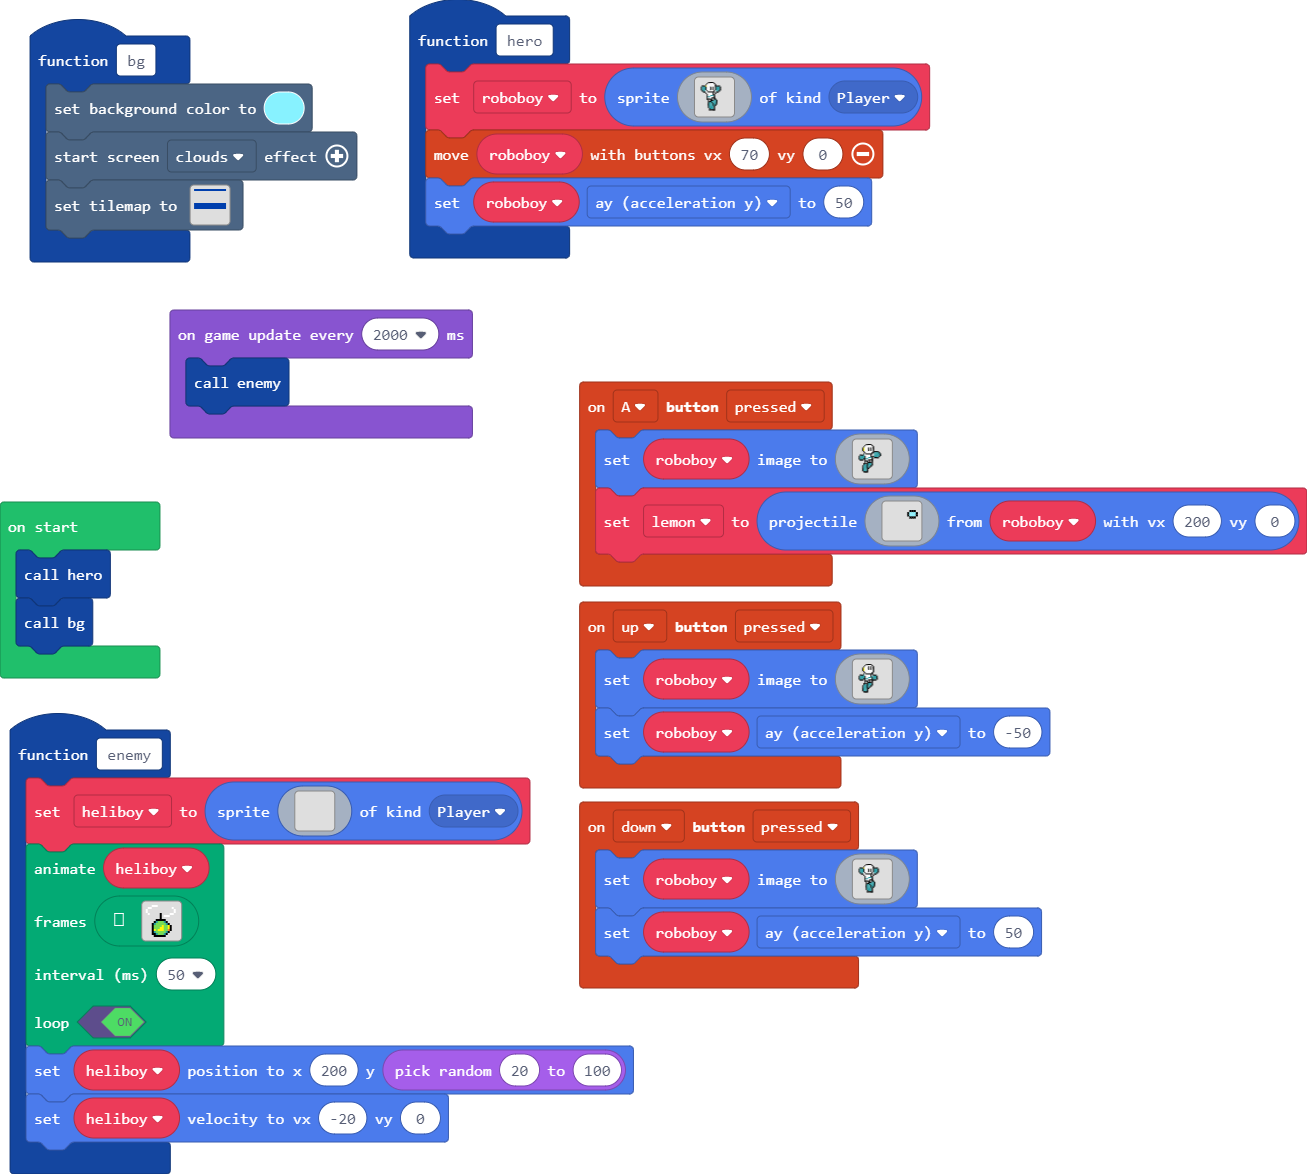 function bg
set background color to
start screen clouds effect
set tilemap to
function hero
set roboboy to sprite of kind Player
move roboboy with buttons vx 70 vy 0
set roboboy ay (acceleration y) to 50
on game update every 2000 ms
call enemy
on A button pressed
set roboboy image to
set lemon to projectile from roboboy with vx 200 vy 0
on start
call hero
call bg
on up button pressed
set roboboy image to
set roboboy ay (acceleration y) to -50
function enemy
set heliboy to sprite of kind Player
animate heliboy
frames
interval (ms) 50
loop ON
set heliboy position to x 200 y pick random 20 to 100
set heliboy velocity to vx -20 vy 0
on down button pressed
set roboboy image to
set roboboy ay (acceleration y) to 50